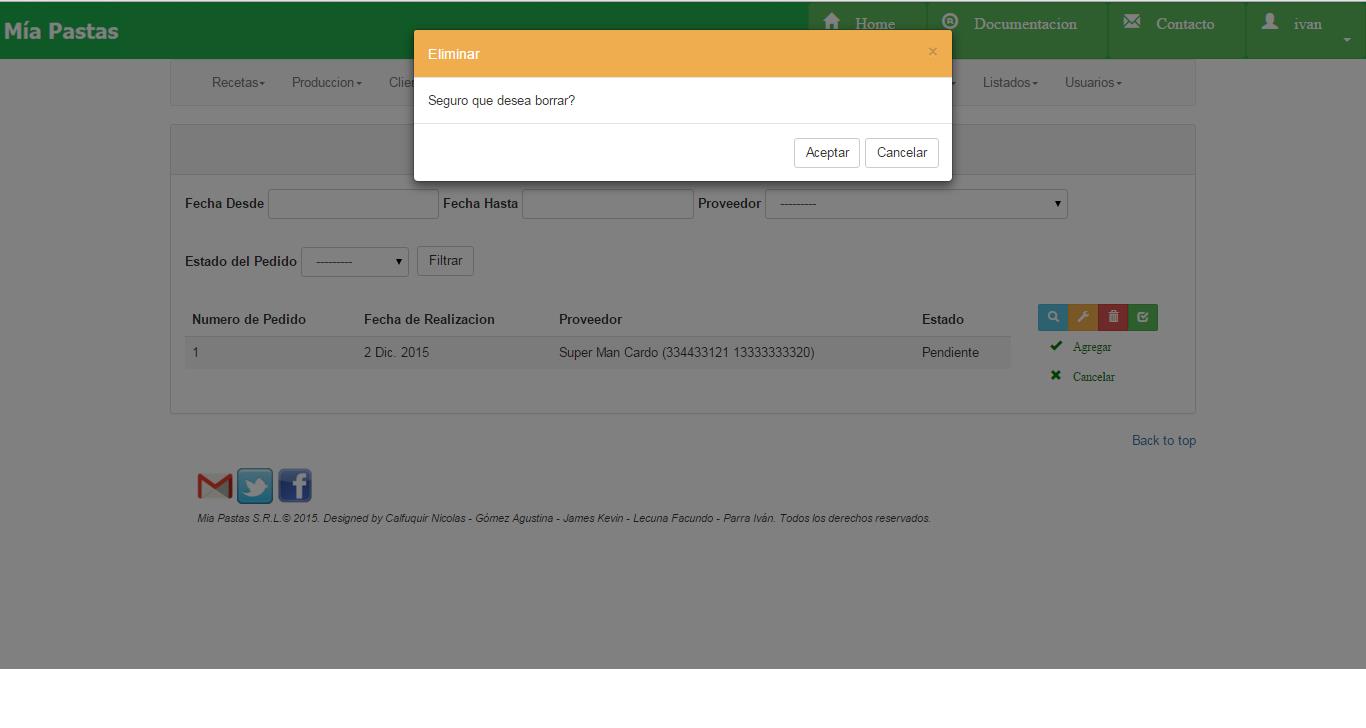 Mía Pastas
Home
Documentacion
Contacto
ivan
Eliminar
×
Seguro que desea borrar?
Aceptar Cancelar
Recetas Produccion Clie Listados Usuarios
Fecha Desde Fecha Hasta Proveedor ---------
Estado del Pedido --------- Filtrar
Numero de Pedido Fecha de Realizacion Proveedor Estado
1 2 Dic. 2015 Super Man Cardo (334433121 13333333320) Pendiente
Agregar
Cancelar
Back to top
Mia Pastas S.R.L.© 2015. Designed by Calfuquir Nicolas - Gómez Agustina - James Kevin - Lecuna Facundo - Parra Iván. Todos los derechos reservados.